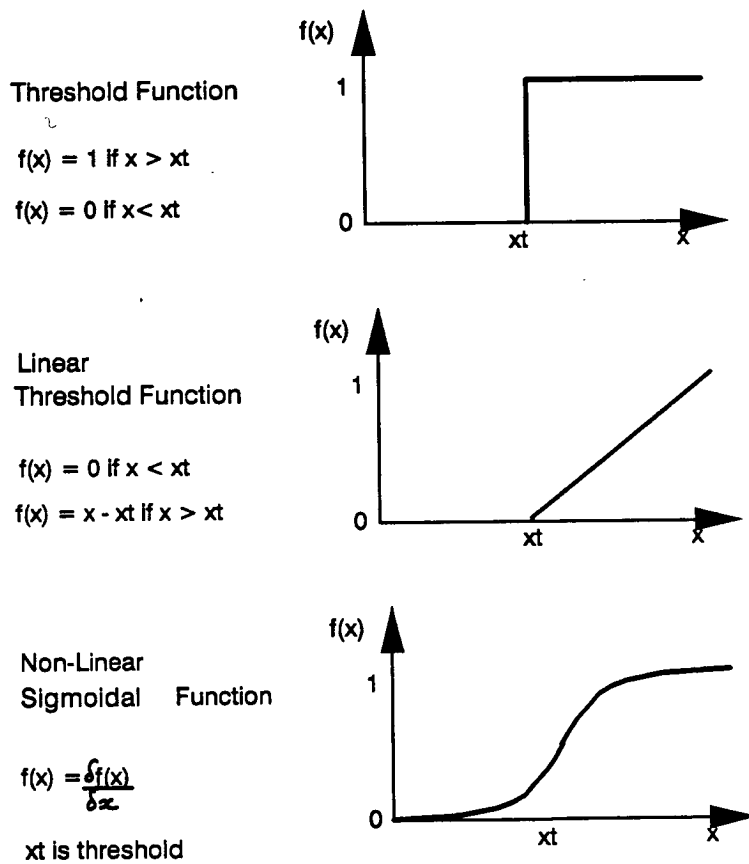 f(x)
1
Threshold Function
f(x) = 1 if x > xt
f(x) = 0 if x< xt
0
xt
x
f(x)
Linear
1
Threshold Function
f(x) = 0 if x < xt
f(x) = x - xt if x > xt
0
xt
x
f(x)
Non-Linear
1
Sigmoidal Function
f(x) = δf(x)
δx
0
xt
x
xt is threshold